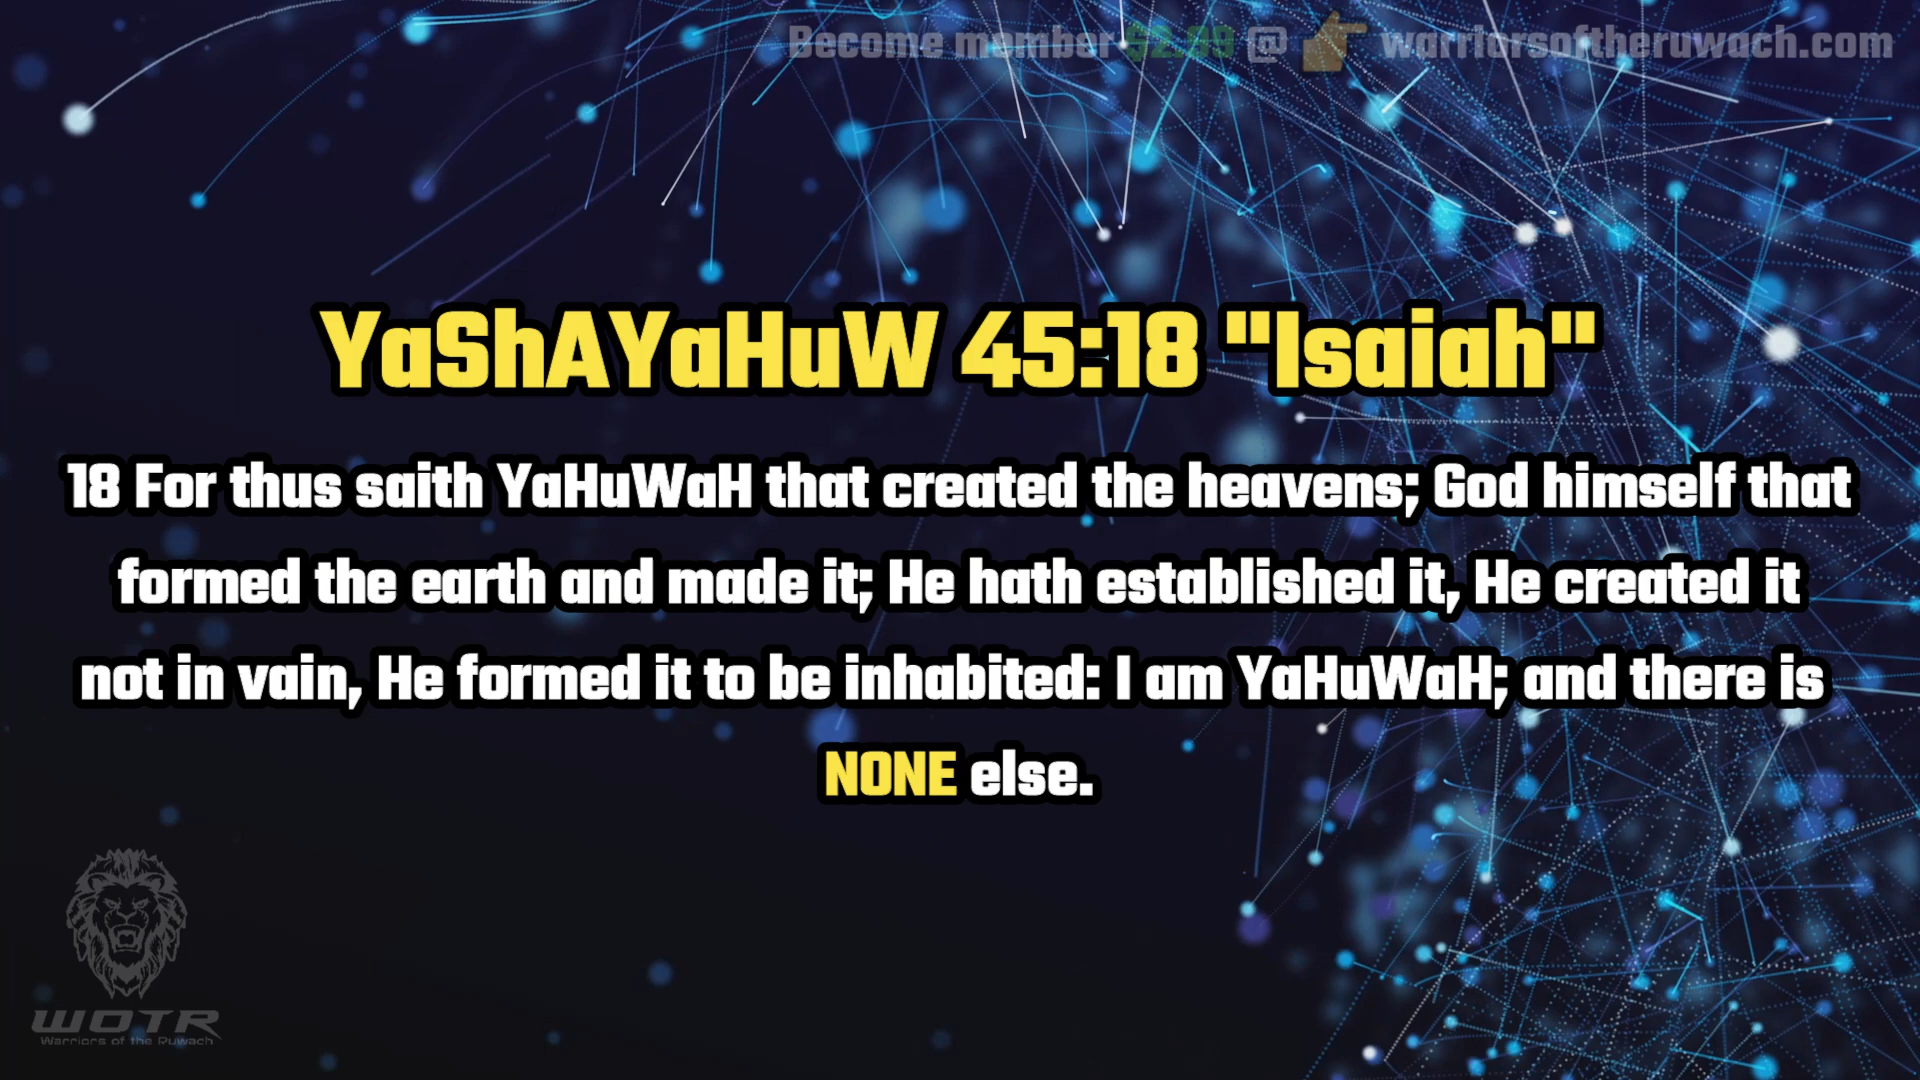 Become member $2.99 @ 👉 warriorsoftheruwach.com
YaShAYaHuW 45:18 "Isaiah"
18 For thus saith YaHuWaH that created the heavens; God himself that
formed the earth and made it; He hath established it, He created it
not in vain, He formed it to be inhabited: I am YaHuWaH; and there is
NONE else.
WOTR
Warriors of the Ruwach